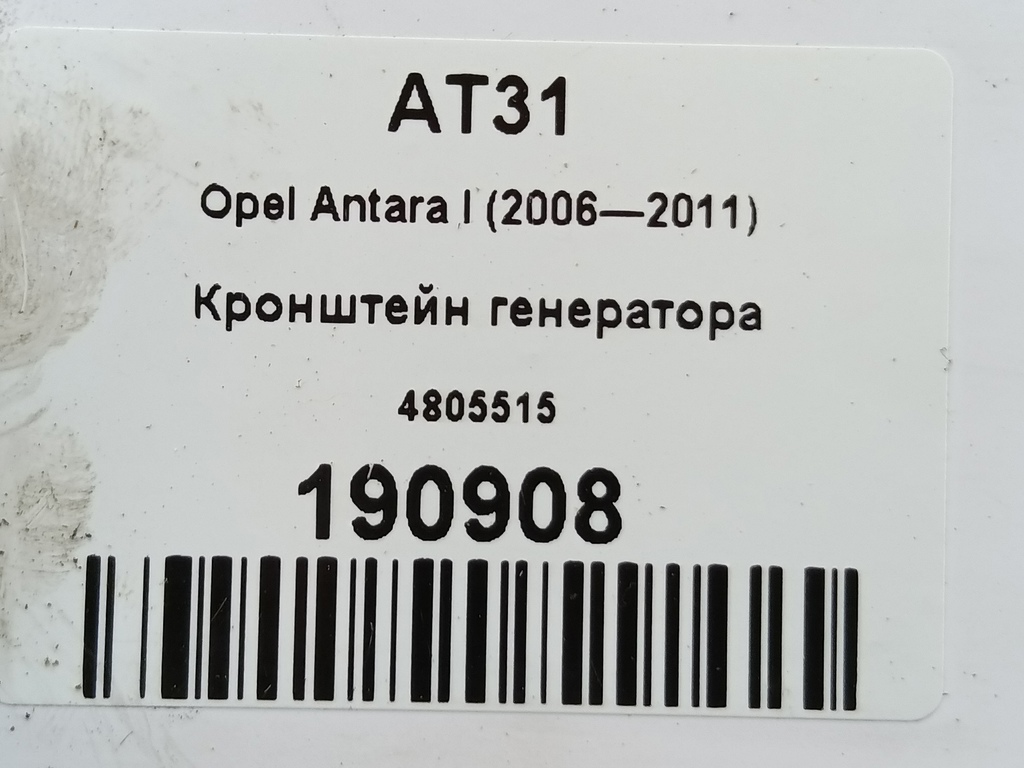 AT31
Opel Antara I (2006—2011)
Кронштейн генератора
4805515
190908